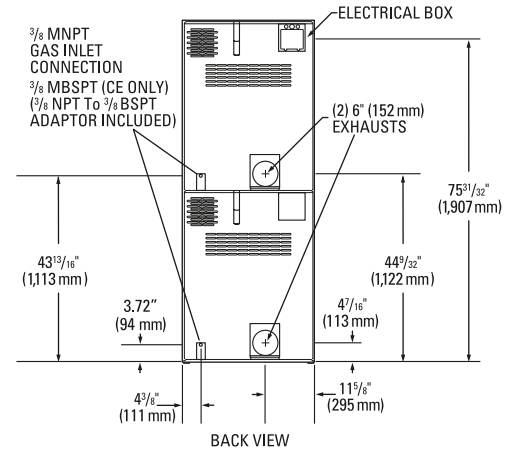 ELECTRICAL BOX
3/8 MNPT
GAS INLET
CONNECTION
3/8 MBSPT (CE ONLY)
(3/8 NPT To 3/8 BSPT
ADAPTOR INCLUDED)
(2) 6" (152 mm)
EXHAUSTS
75 31/32"
(1,907 mm)
43 13/16"
(1,113 mm)
44 9/32"
(1,122 mm)
3.72"
(94 mm)
4 7/16"
(113 mm)
4 3/8"
(111 mm)
11 5/8"
(295 mm)
BACK VIEW